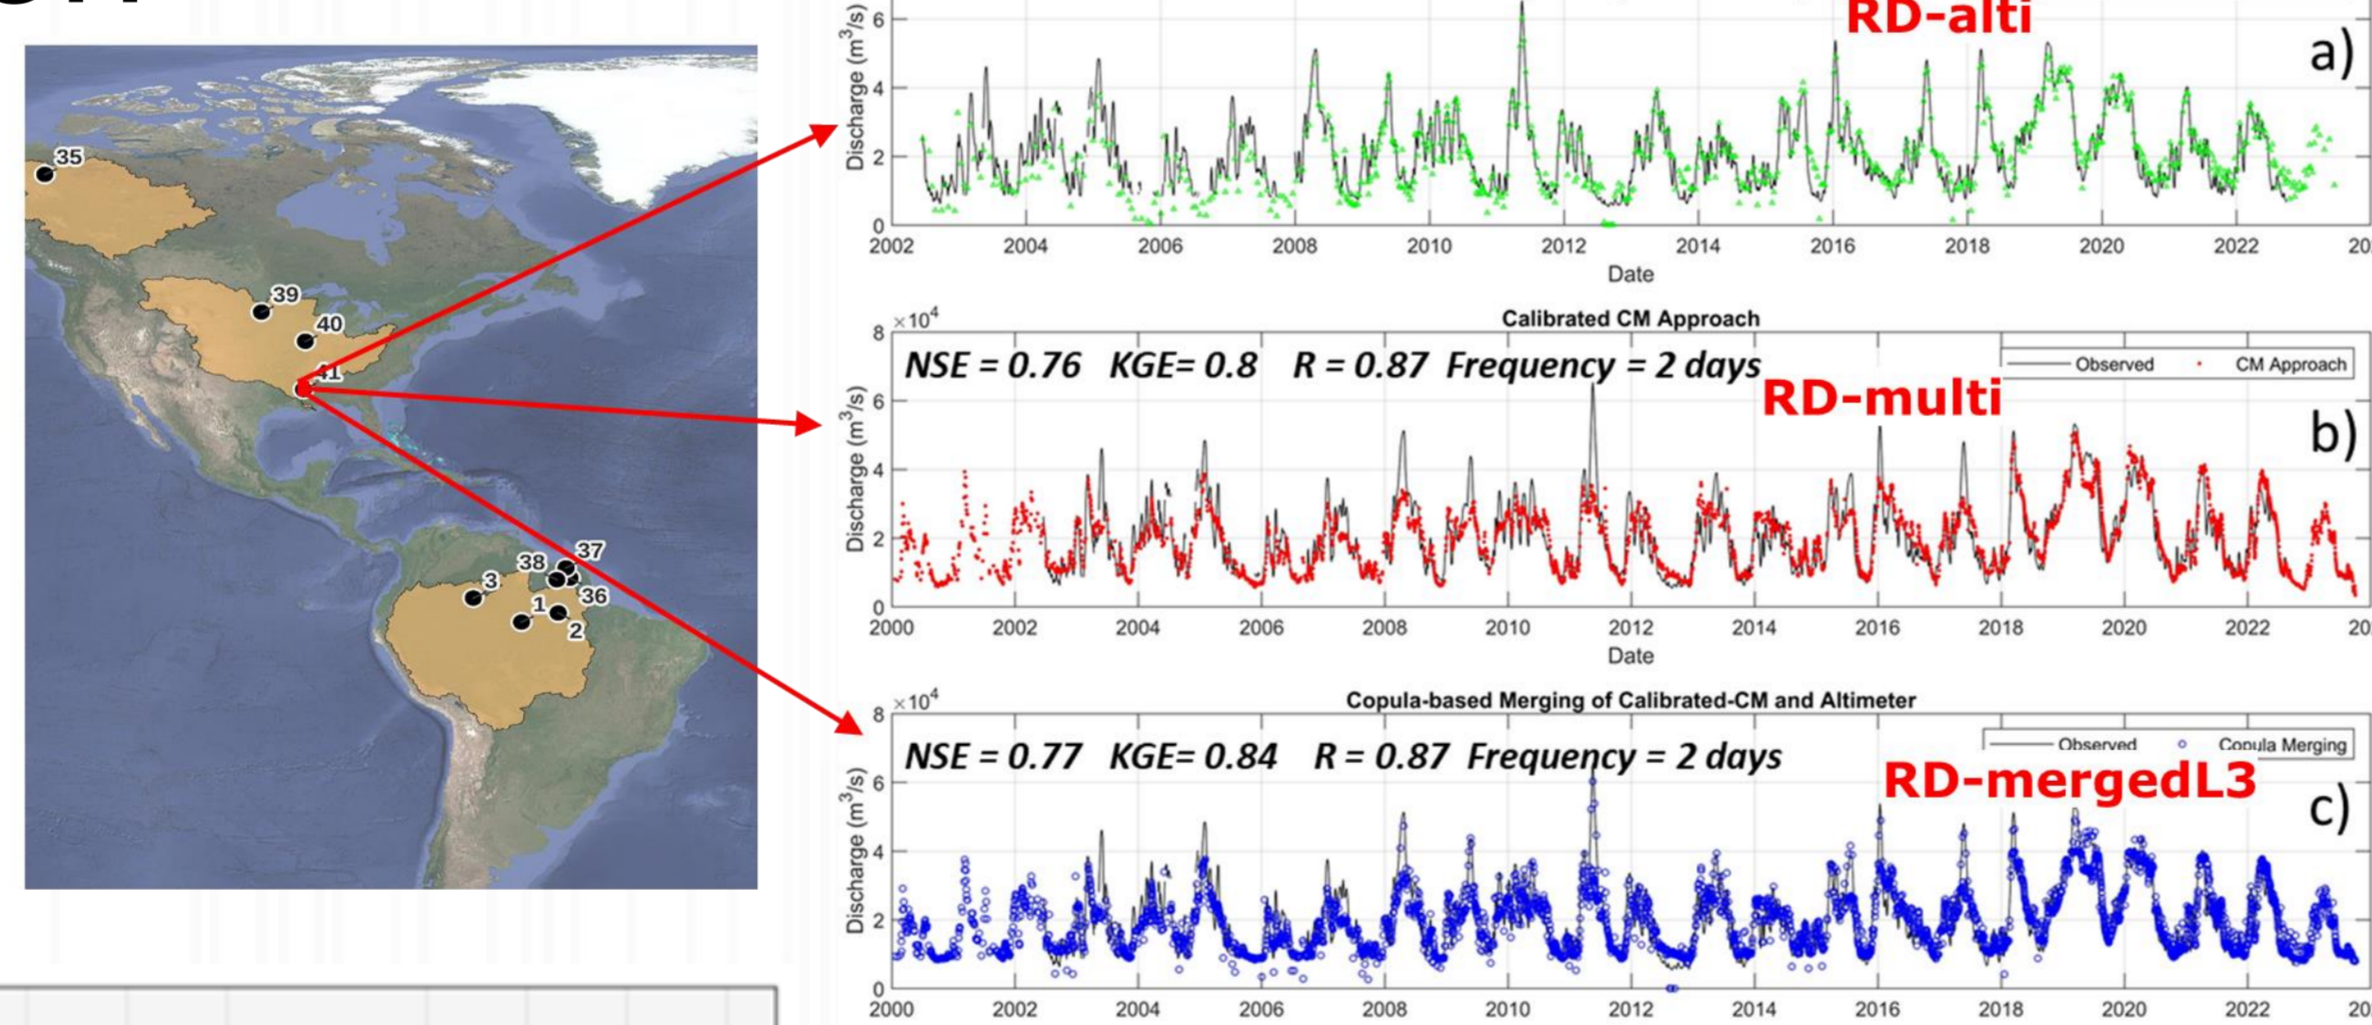 35
39
40
41
37
38
3
36
1
2
RD-alti
a)
Discharge (m³/s)
6
4
2
0
2002 2004 2006 2008 2010 2012 2014 2016 2018 2020 2022
Date
Calibrated CM Approach
×10⁴
NSE = 0.76 KGE= 0.8 R = 0.87 Frequency = 2 days
Observed CM Approach
RD-multi
b)
Discharge (m³/s)
8
6
4
2
0
2000 2002 2004 2006 2008 2010 2012 2014 2016 2018 2020 2022
Date
Copula-based Merging of Calibrated-CM and Altimeter
×10⁴
NSE = 0.77 KGE= 0.84 R = 0.87 Frequency = 2 days
Observed Copula Merging
RD-mergedL3
c)
Discharge (m³/s)
8
6
4
2
0
2000 2002 2004 2006 2008 2010 2012 2014 2016 2018 2020 2022